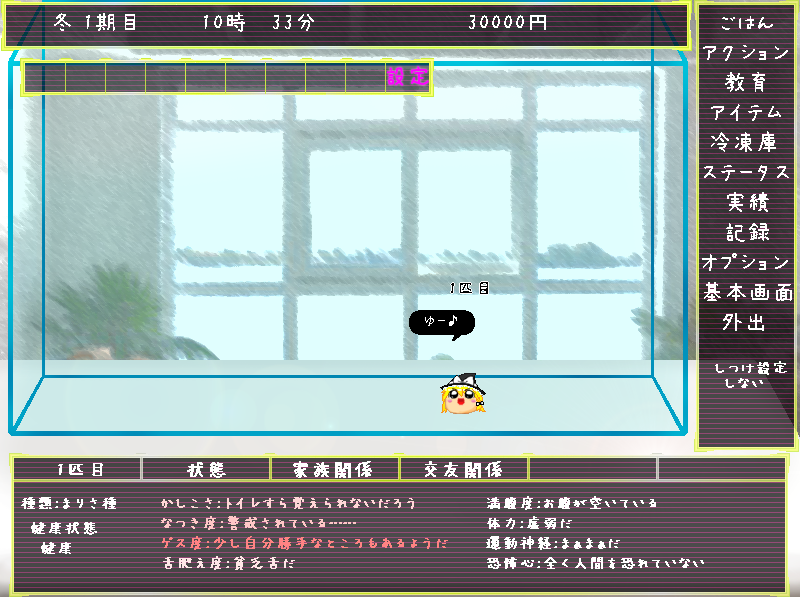 冬 1期目 10時 33分 30000円
設定
ごはん
アクション
教育
アイテム
冷凍庫
ステータス
実績
記録
オプション
基本画面
外出
しつけ設定
しない
1匹目
ゆー♪
1匹目 状態 家族関係 交友関係
種類:まりさ種
健康状態
健康
かしこさ:トイレすら覚えられないだろう
なつき度:警戒されている……
ゲス度:少し自分勝手なところもあるようだ
舌肥え度:貧乏舌だ
満腹度:お腹が空いている
体力:虚弱だ
運動神経:まぁまぁだ
恐怖心:全く人間を恐れていない